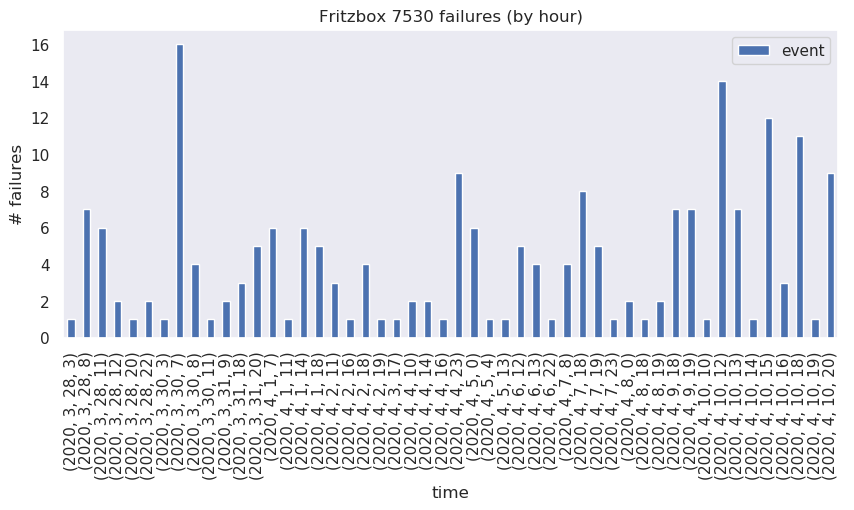 Fritzbox 7530 failures (by hour)
event
# failures
16
14
12
10
8
6
4
2
0
(2020, 3, 28, 3)
(2020, 3, 28, 8)
(2020, 3, 28, 11)
(2020, 3, 28, 12)
(2020, 3, 28, 20)
(2020, 3, 28, 22)
(2020, 3, 30, 3)
(2020, 3, 30, 7)
(2020, 3, 30, 8)
(2020, 3, 30, 11)
(2020, 3, 31, 9)
(2020, 3, 31, 18)
(2020, 3, 31, 20)
(2020, 4, 1, 7)
(2020, 4, 1, 11)
(2020, 4, 1, 14)
(2020, 4, 1, 18)
(2020, 4, 2, 11)
(2020, 4, 2, 16)
(2020, 4, 2, 18)
(2020, 4, 2, 19)
(2020, 4, 3, 17)
(2020, 4, 4, 10)
(2020, 4, 4, 14)
(2020, 4, 4, 16)
(2020, 4, 4, 23)
(2020, 4, 5, 0)
(2020, 4, 5, 4)
(2020, 4, 5, 13)
(2020, 4, 6, 12)
(2020, 4, 6, 13)
(2020, 4, 6, 22)
(2020, 4, 7, 8)
(2020, 4, 7, 18)
(2020, 4, 7, 19)
(2020, 4, 7, 23)
(2020, 4, 8, 0)
(2020, 4, 8, 18)
(2020, 4, 8, 19)
(2020, 4, 9, 18)
(2020, 4, 9, 19)
(2020, 4, 10, 10)
(2020, 4, 10, 12)
(2020, 4, 10, 13)
(2020, 4, 10, 14)
(2020, 4, 10, 15)
(2020, 4, 10, 16)
(2020, 4, 10, 18)
(2020, 4, 10, 19)
(2020, 4, 10, 20)
time